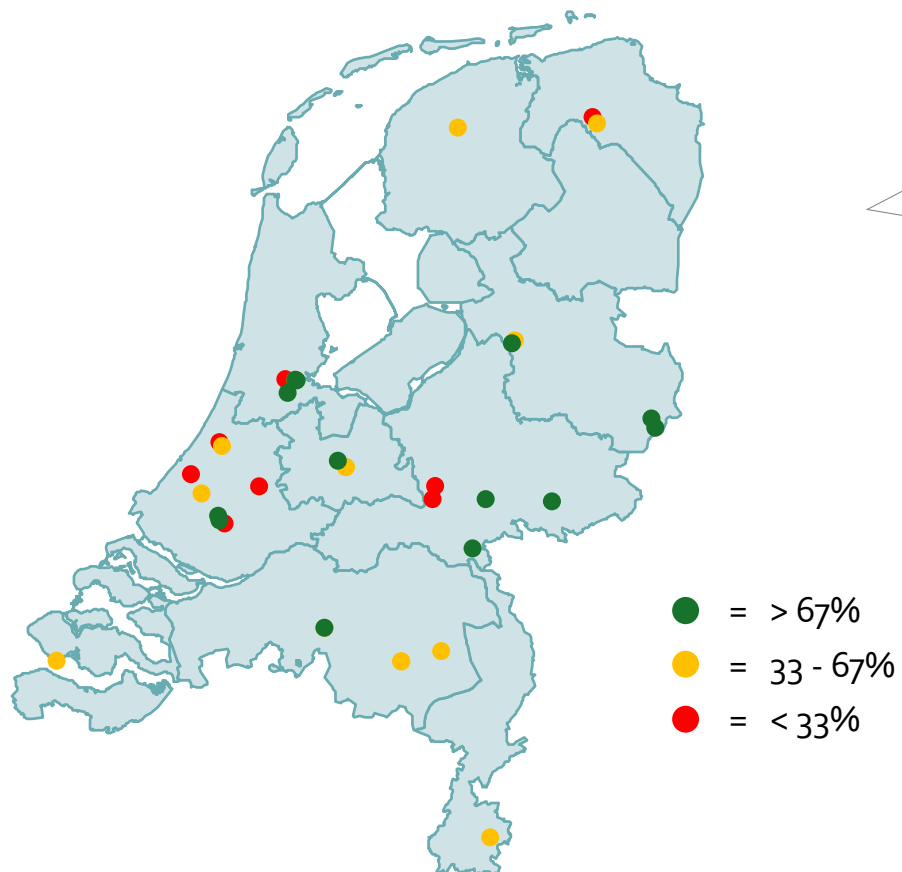 = > 67%
= 33 - 67%
= < 33%